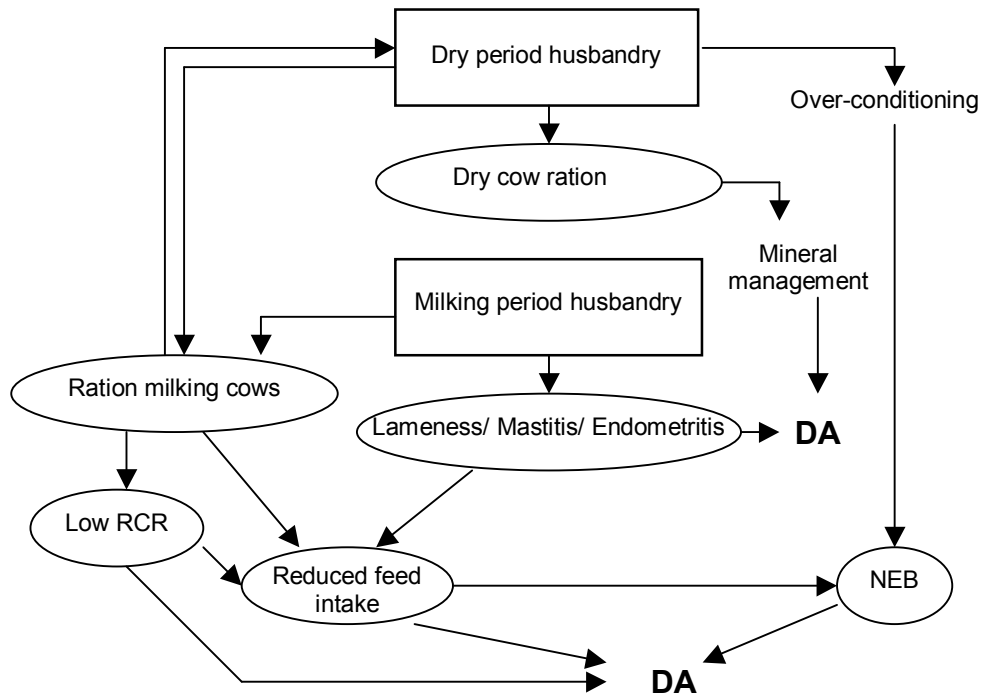 Dry period husbandry
Over-conditioning
Dry cow ration
Mineral
management
Milking period husbandry
Ration milking cows
Lameness/ Mastitis/ Endometritis
DA
Low RCR
Reduced feed
intake
NEB
DA